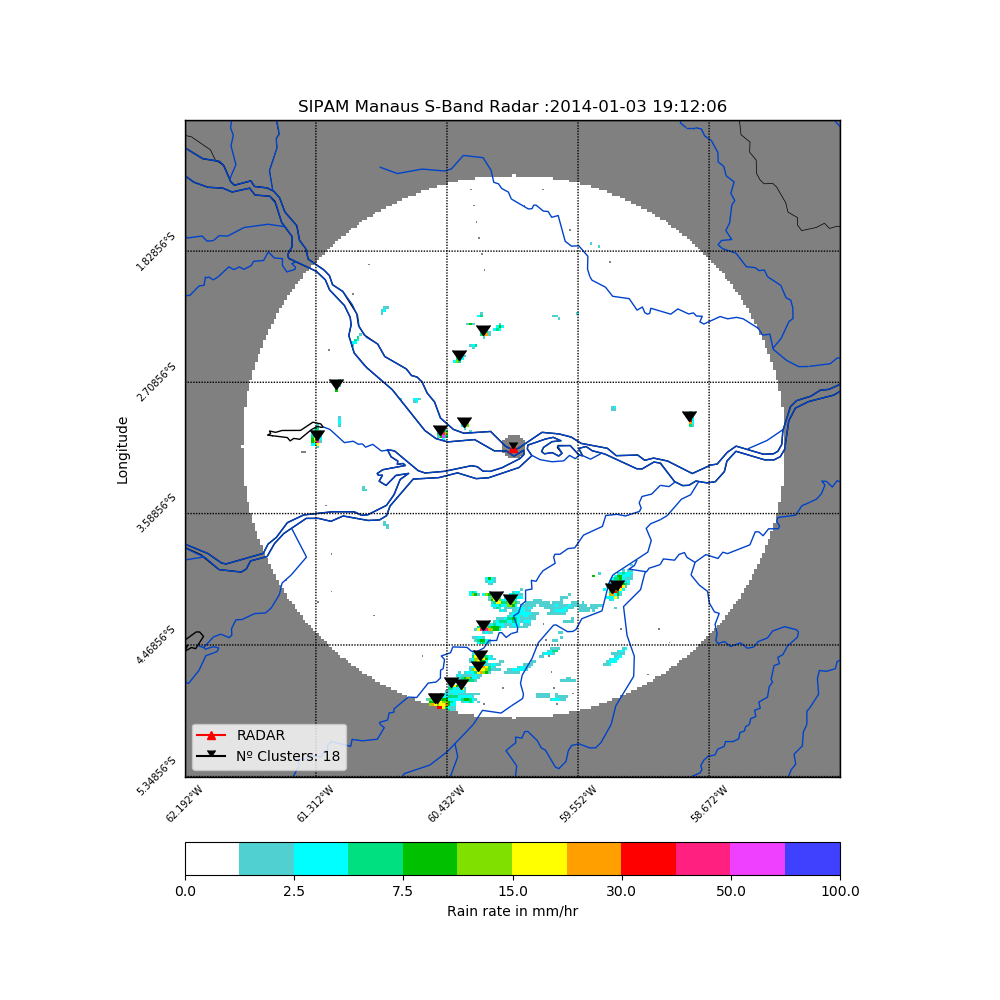 SIPAM Manaus S-Band Radar :2014-01-03 19:12:06
Longitude
1.82856°S
2.70856°S
3.58856°S
4.46856°S
5.34856°S
RADAR
Nº Clusters: 18
62.192°W 61.312°W 60.432°W 59.552°W 58.672°W
0.0 2.5 7.5 15.0 30.0 50.0 100.0
Rain rate in mm/hr